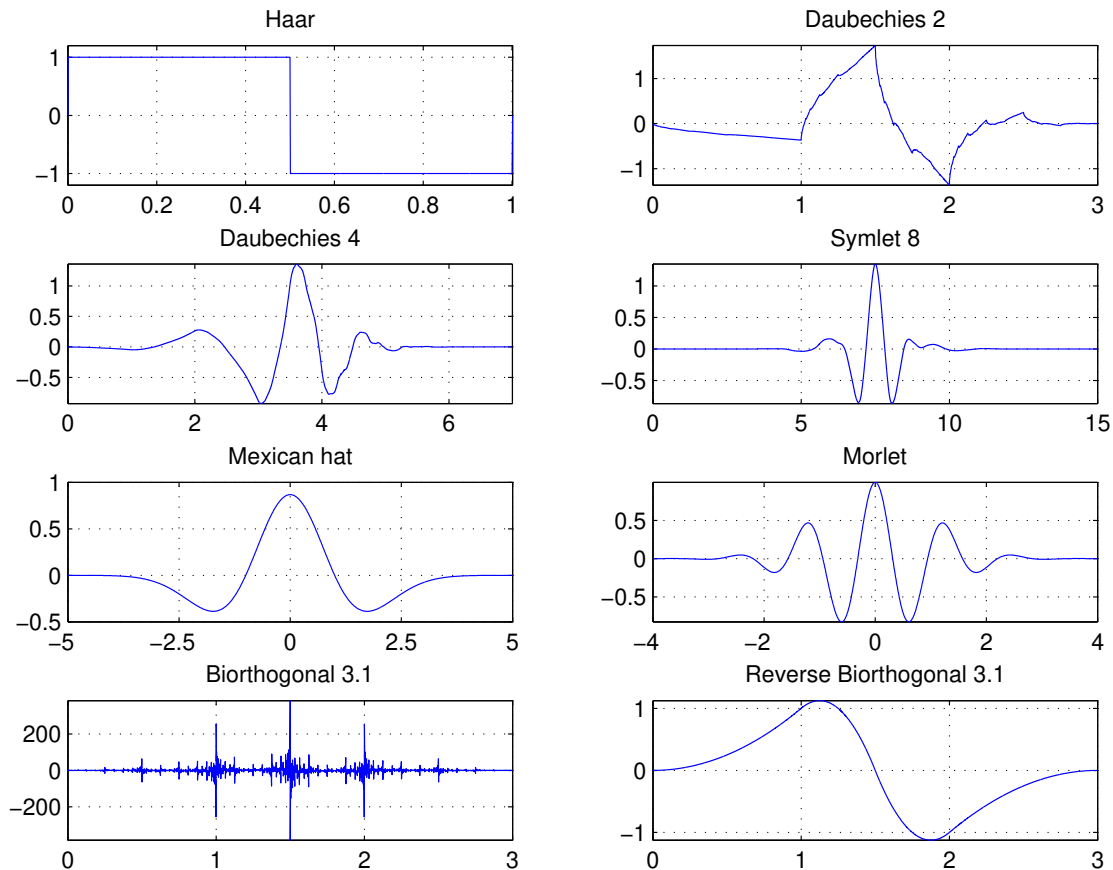 Haar
1
0
−1
0 0.2 0.4 0.6 0.8 1
Daubechies 2
1
0
−1
0 1 2 3
Daubechies 4
1
0.5
0
−0.5
0 2 4 6
Symlet 8
1
0.5
0
−0.5
0 5 10 15
Mexican hat
1
0.5
0
−0.5
−5 −2.5 0 2.5 5
Morlet
0.5
0
−0.5
−4 −2 0 2 4
Biorthogonal 3.1
200
0
−200
0 1 2 3
Reverse Biorthogonal 3.1
1
0
−1
0 1 2 3